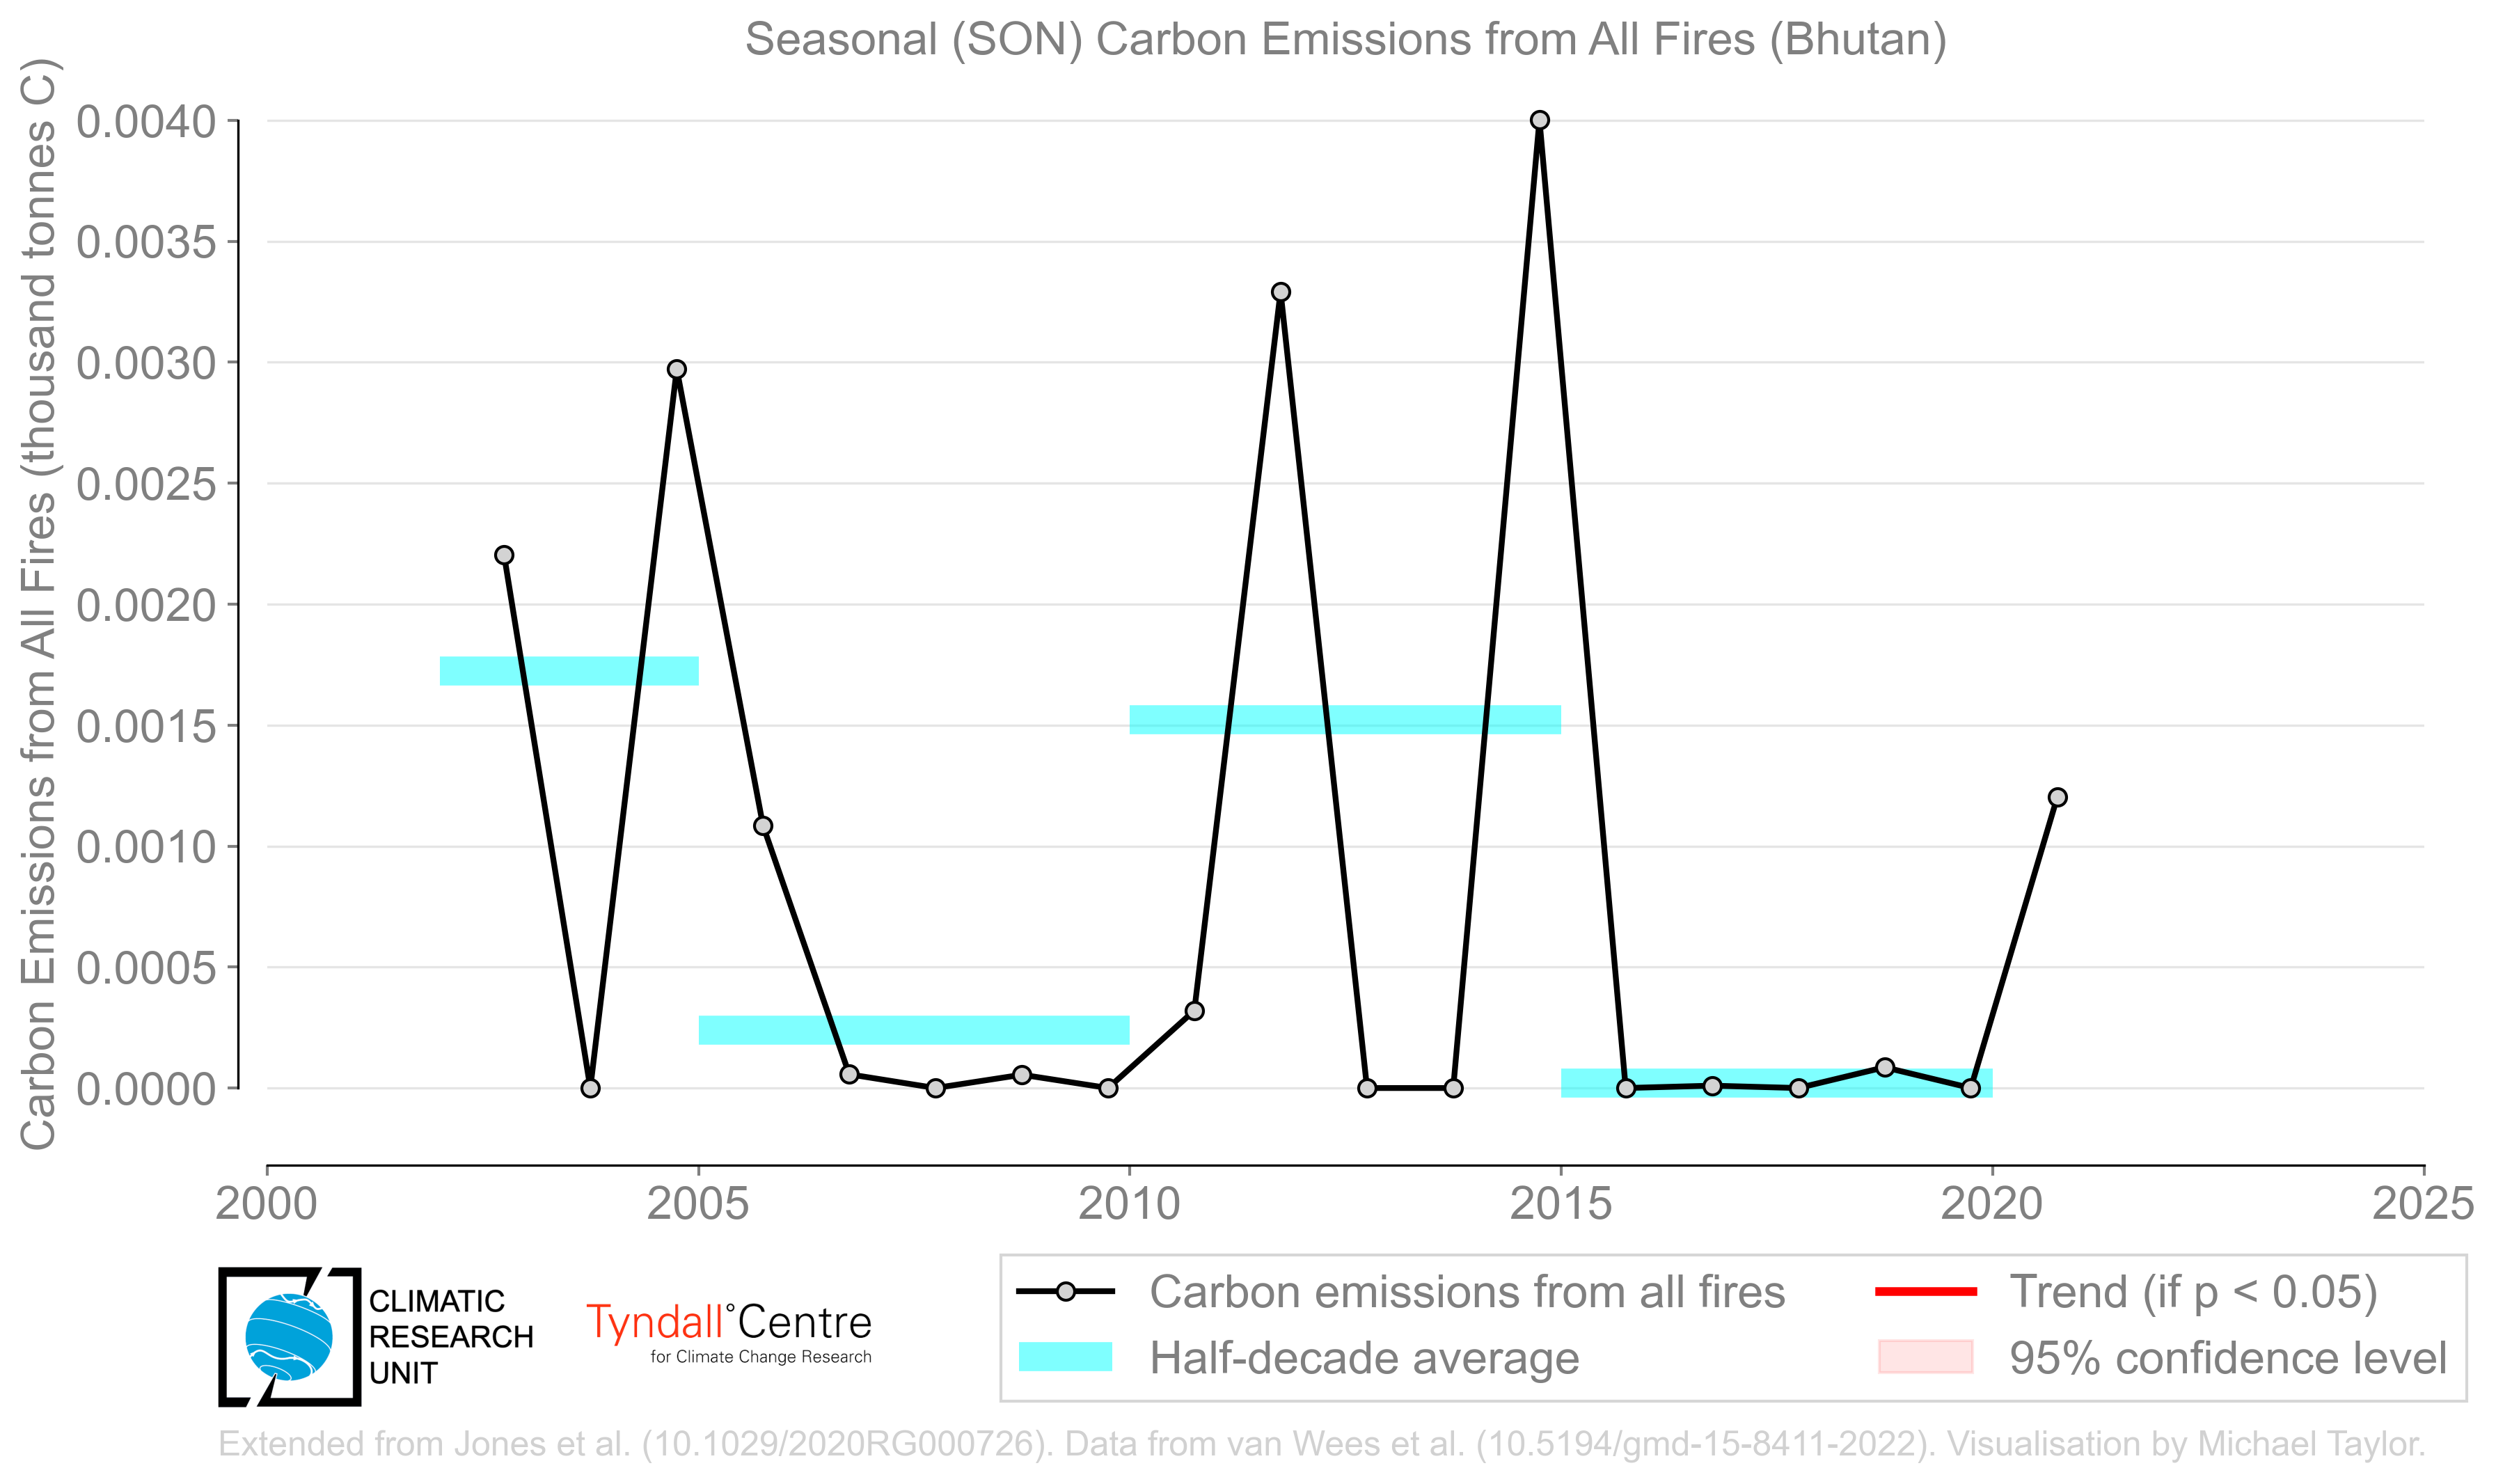 Seasonal (SON) Carbon Emissions from All Fires (Bhutan)
Carbon Emissions from All Fires (thousand tonnes C)
0.0040
0.0035
0.0030
0.0025
0.0020
0.0015
0.0010
0.0005
0.0000
2000 2005 2010 2015 2020 2025
CLIMATIC
RESEARCH
UNIT
Tyndall°Centre
for Climate Change Research
Carbon emissions from all fires
Half-decade average
Trend (if p < 0.05)
95% confidence level
Extended from Jones et al. (10.1029/2020RG000726). Data from van Wees et al. (10.5194/gmd-15-8411-2022). Visualisation by Michael Taylor.